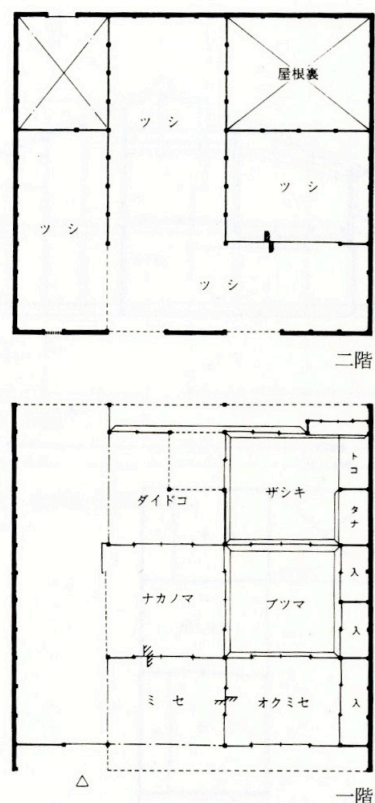 屋根裏
ツシ
ツシ
ツシ
ツシ
二階
トコ
ダイドコ
ザシキ
タナ
入
ナカノマ
ブツマ
入
ミセ
オクミセ
入
△
一階